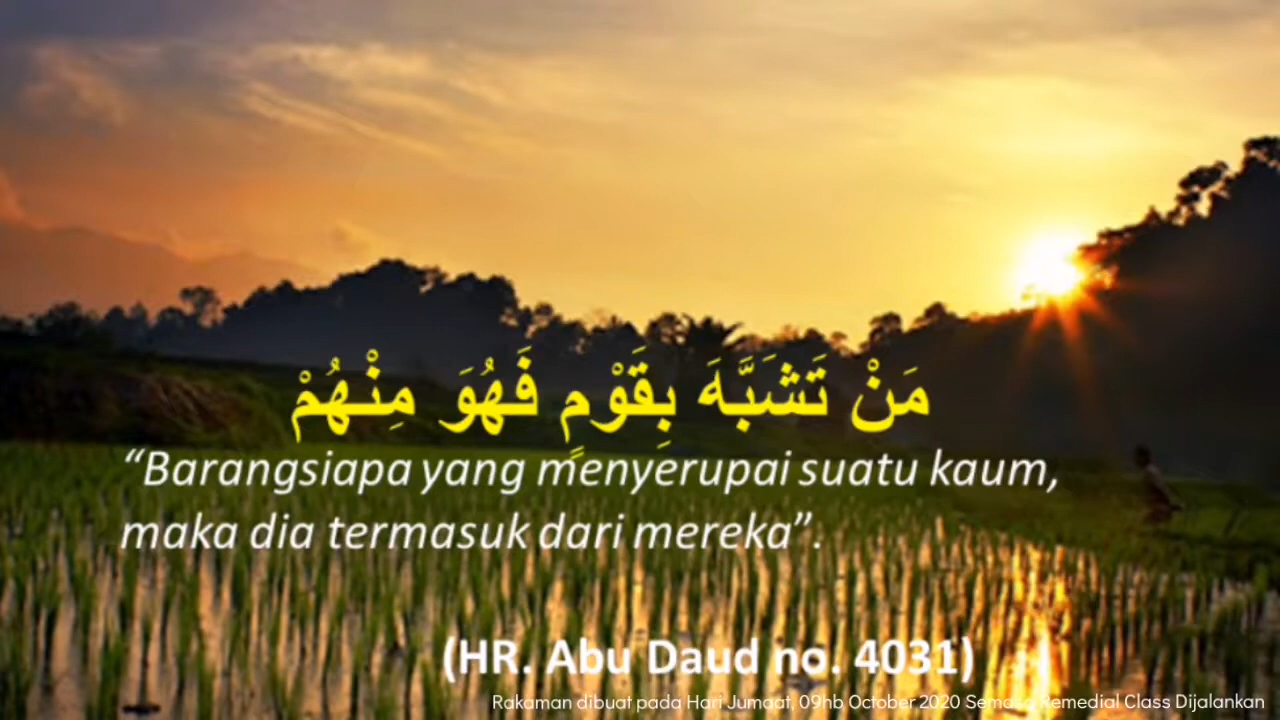 مَنْ تَشَبَّهَ بِقَوْمٍ فَهُوَ مِنْهُمْ
“Barangsiapa yang menyerupai suatu kaum,
maka dia termasuk dari mereka”.
(HR. Abu Daud no. 4031)
Rakaman dibuat pada Hari Jumaat, 09hb October 2020 Semasa Remedial Class Dijalankan